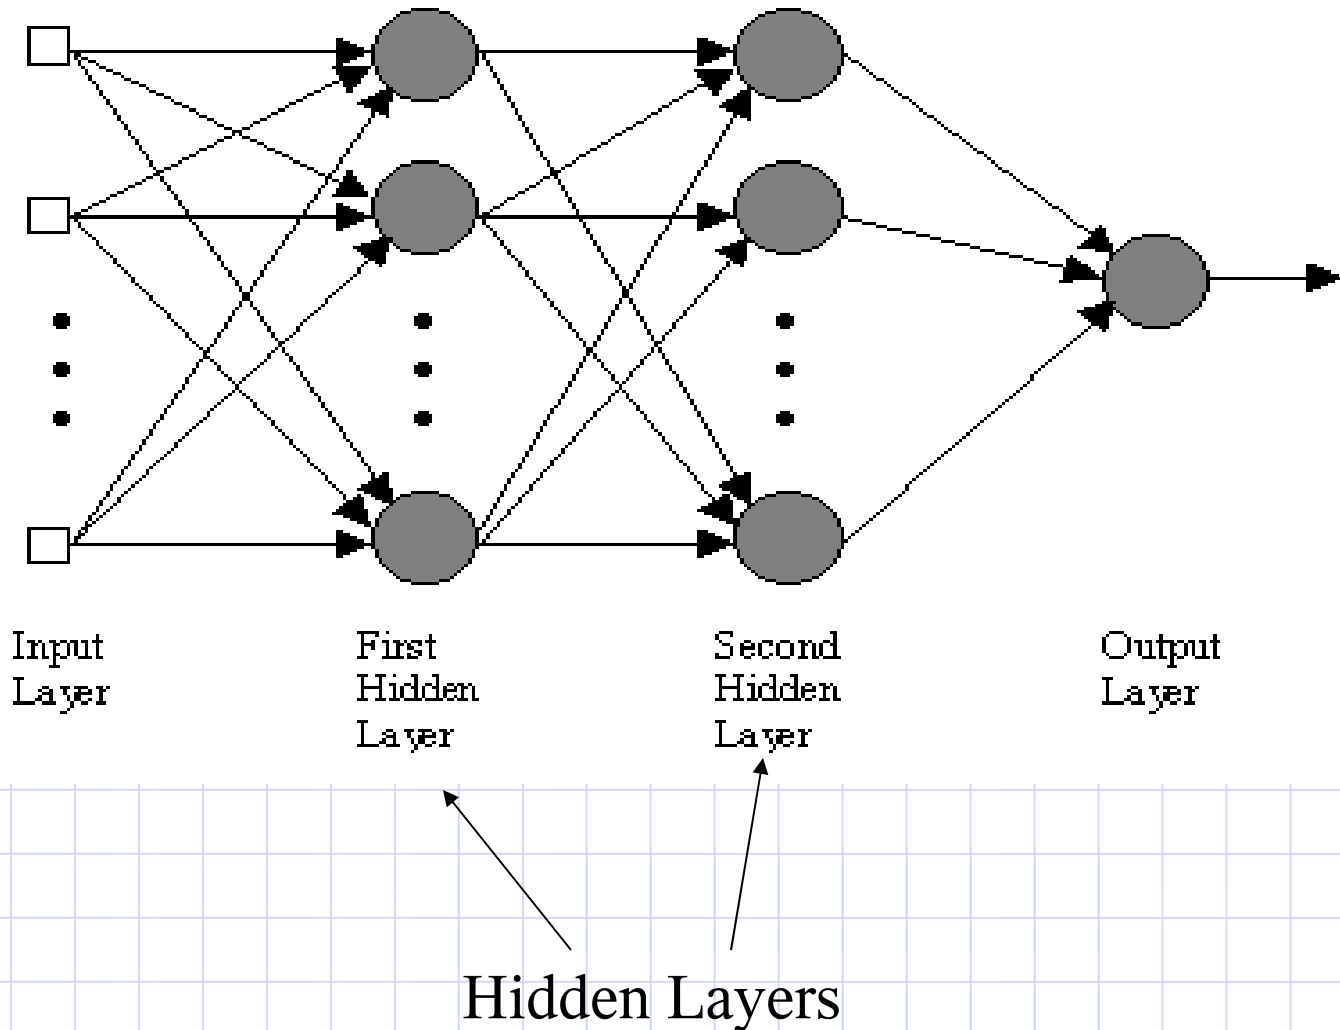 Input
Layer
First
Hidden
Layer
Second
Hidden
Layer
Output
Layer
Hidden Layers